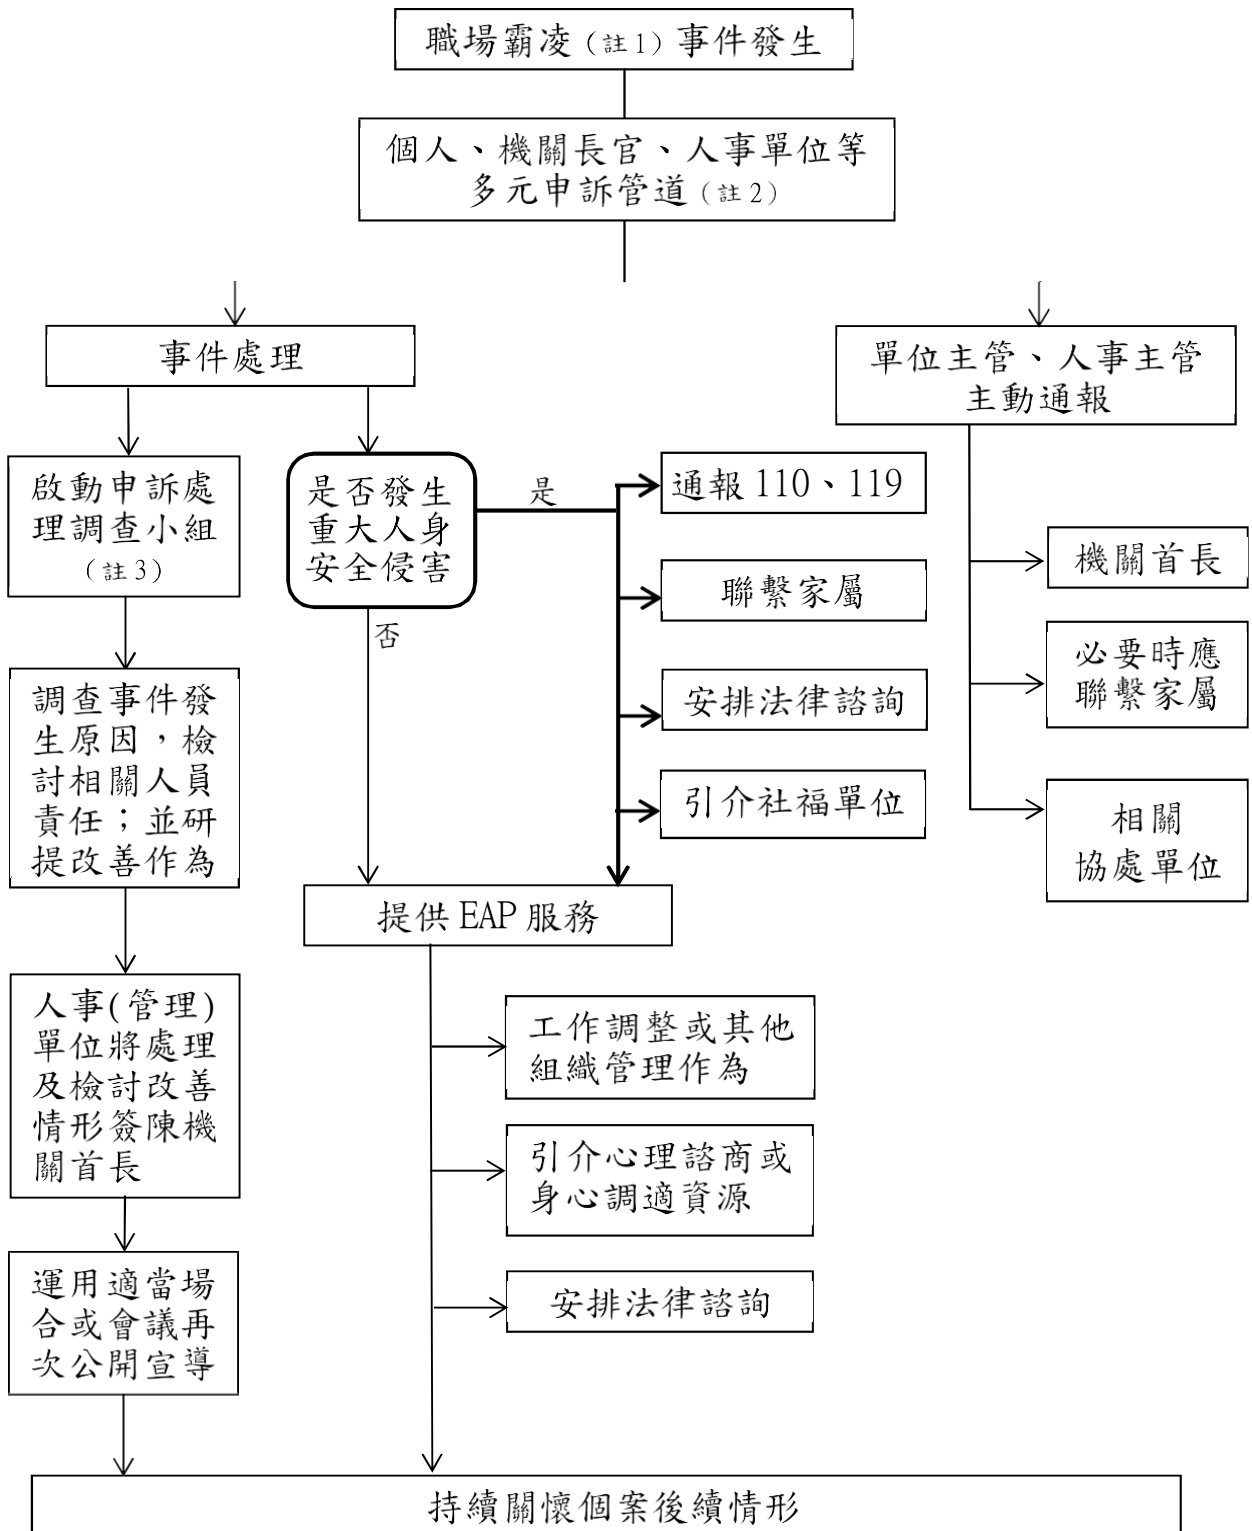 職場霸凌（註1）事件發生
個人、機關長官、人事單位等
多元申訴管道（註2）
事件處理
單位主管、人事主管
主動通報
啟動申訴處
理調查小組
（註3）
是否發生
重大人身
安全侵害
是
否
通報 110、119
聯繫家屬
安排法律諮詢
引介社福單位
機關首長
必要時應
聯繫家屬
相關
協處單位
調查事件發
生原因，檢
討相關人員
責任；並研
提改善作為
提供 EAP 服務
人事(管理)
單位將處理
及檢討改善
情形簽陳機
關首長
工作調整或其他
組織管理作為
引介心理諮商或
身心調適資源
安排法律諮詢
運用適當場
合或會議再
次公開宣導
持續關懷個案後續情形